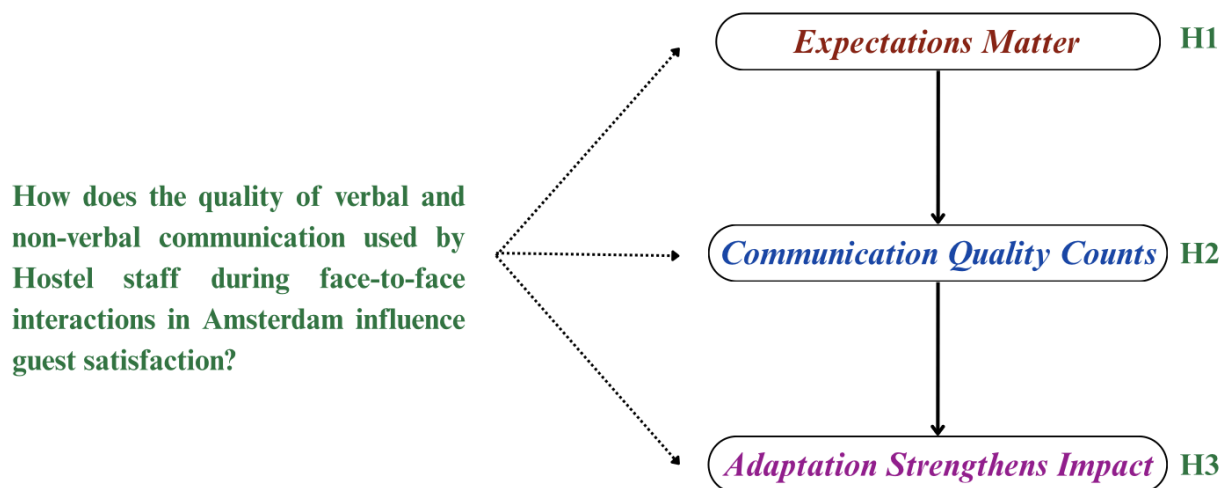 Expectations Matter H1
How does the quality of verbal and
non-verbal communication used by
Hostel staff during face-to-face
interactions in Amsterdam influence
guest satisfaction?
Communication Quality Counts H2
Adaptation Strengthens Impact H3